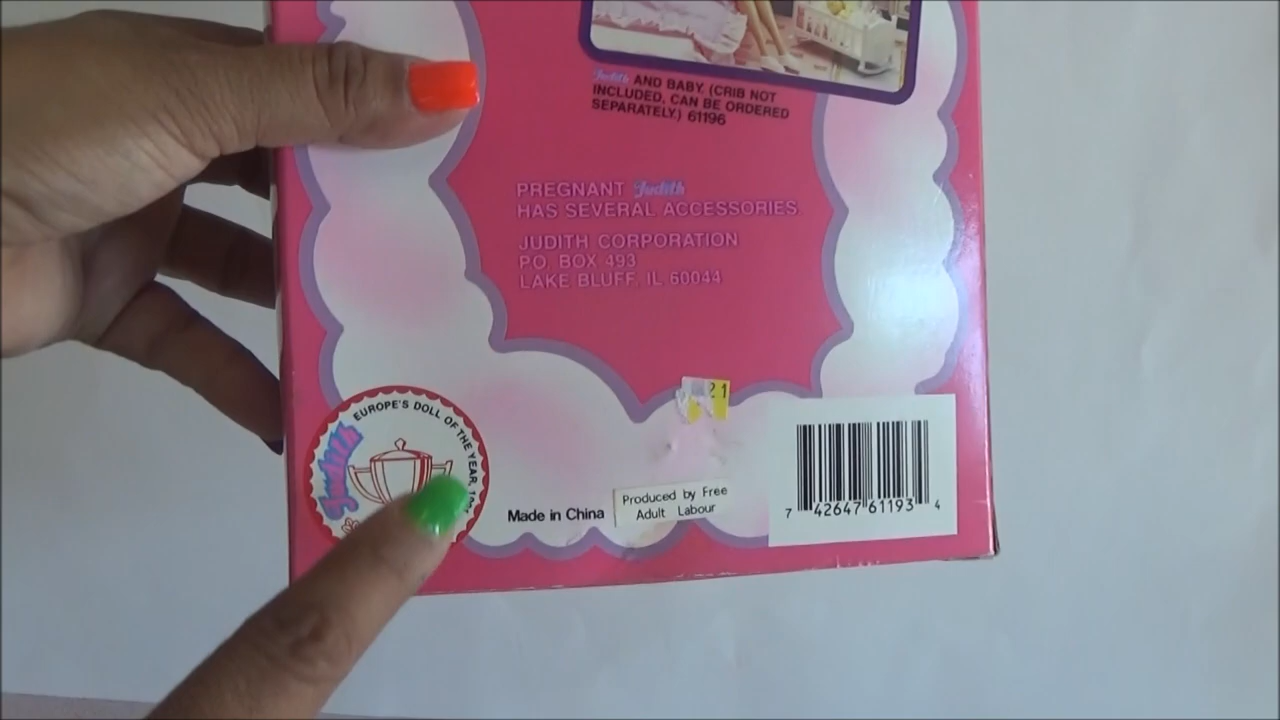 Judith AND BABY. (CRIB NOT
INCLUDED, CAN BE ORDERED
SEPARATELY.) 61196
PREGNANT Judith
HAS SEVERAL ACCESSORIES.
JUDITH CORPORATION
P.O. BOX 493
LAKE BLUFF, IL 60044
21
EUROPE'S DOLL OF THE YEAR,
Judith
Made in China
Produced by Free
Adult Labour
7 42647 61193 4